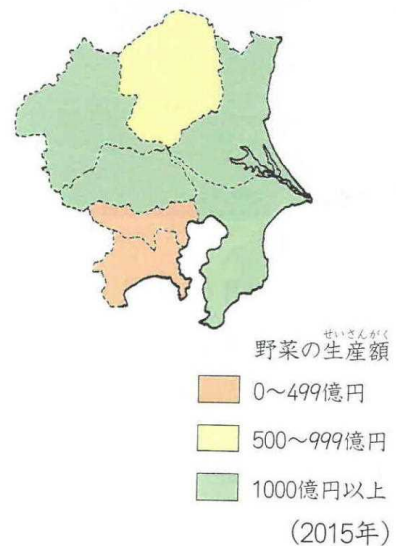 せいさんがく
野菜の生産額
0～499億円
500～999億円
1000億円以上
(2015年)